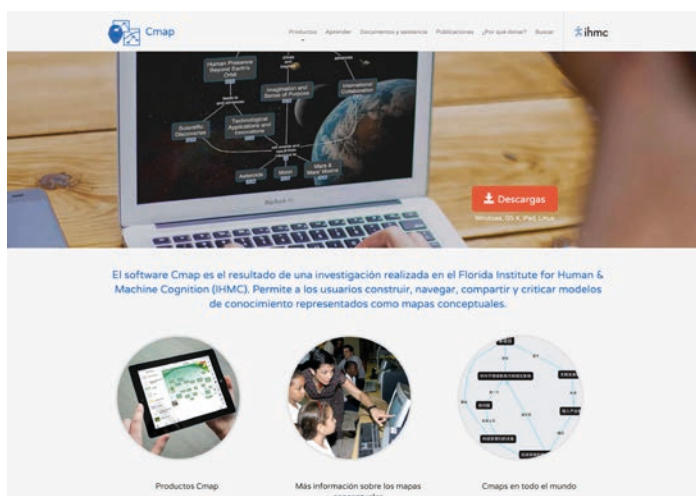 Cmap
Productos Aprender Documentos y asistencia Publicaciones ¿Por qué donar? Buscar
ihmc
Human Presence
Beyond Earth's
Orbit
Imagination and
Sense of Purpose
International
Collaboration
Scientific
Discoveries
Technological
Applications and
Innovations
Asteroids
Moon
Mars &
Mars' Moons
MacBook Air
Descargas
Windows, OS X, iPad, Linux
El software Cmap es el resultado de una investigación realizada en el Florida Institute for Human &
Machine Cognition (IHMC). Permite a los usuarios construir, navegar, compartir y criticar modelos
de conocimiento representados como mapas conceptuales.
Productos Cmap
Más información sobre los mapas
conceptuales
Cmaps en todo el mundo